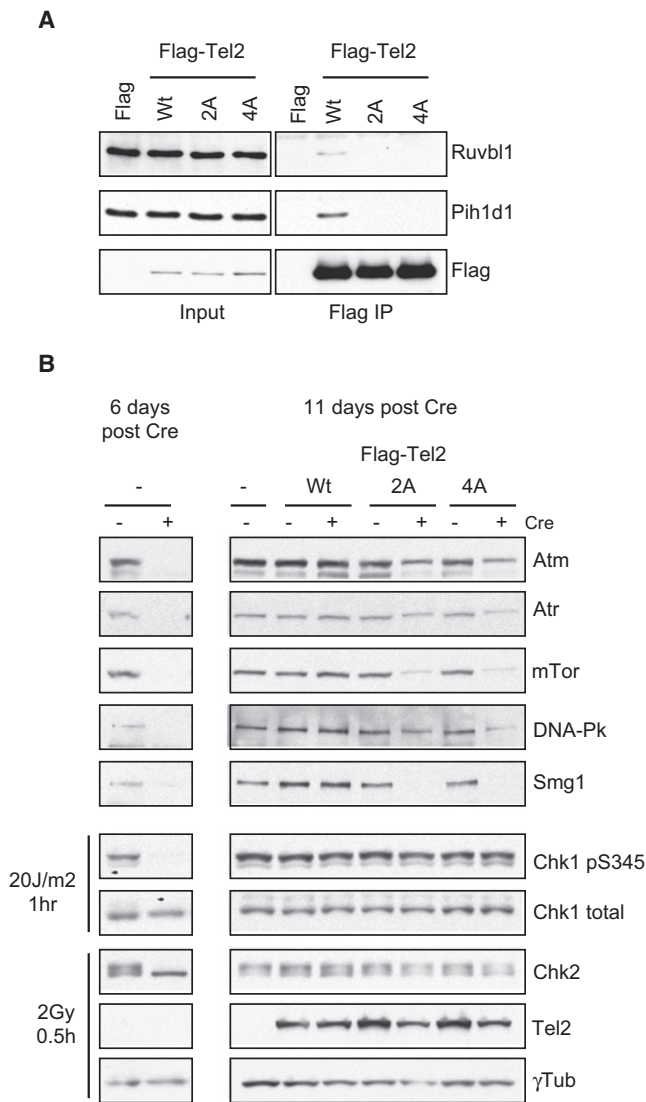 A
Flag-Tel2 Flag-Tel2
Flag Wt 2A 4A Flag Wt 2A 4A
Ruvbl1
Pih1d1
Flag
Input Flag IP
B
6 days
post Cre
11 days post Cre
Flag-Tel2
- - Wt 2A 4A
- + - - + - + - + Cre
Atm
Atr
mTor
DNA-Pk
Smg1
20J/m2
1hr
Chk1 pS345
Chk1 total
2Gy
0.5h
Chk2
Tel2
γTub